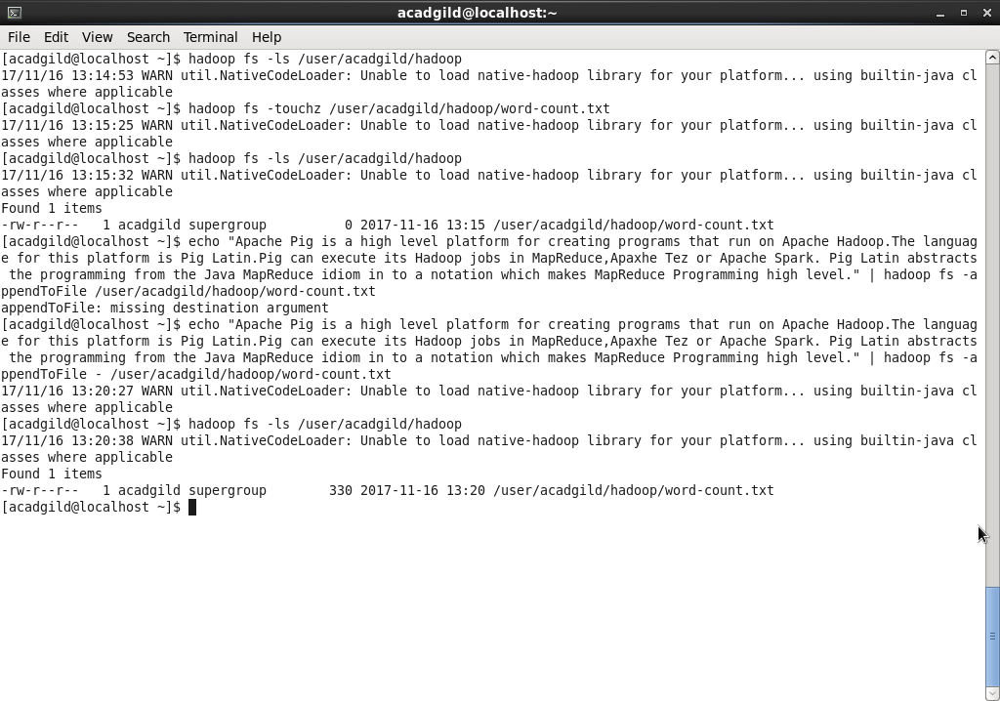 acadgild@localhost:~
File Edit View Search Terminal Help
[acadgild@localhost ~]$ hadoop fs -ls /user/acadgild/hadoop
17/11/16 13:14:53 WARN util.NativeCodeLoader: Unable to load native-hadoop library for your platform... using builtin-java cl
asses where applicable
[acadgild@localhost ~]$ hadoop fs -touchz /user/acadgild/hadoop/word-count.txt
17/11/16 13:15:25 WARN util.NativeCodeLoader: Unable to load native-hadoop library for your platform... using builtin-java cl
asses where applicable
[acadgild@localhost ~]$ hadoop fs -ls /user/acadgild/hadoop
17/11/16 13:15:32 WARN util.NativeCodeLoader: Unable to load native-hadoop library for your platform... using builtin-java cl
asses where applicable
Found 1 items
-rw-r--r--   1 acadgild supergroup          0 2017-11-16 13:15 /user/acadgild/hadoop/word-count.txt
[acadgild@localhost ~]$ echo "Apache Pig is a high level platform for creating programs that run on Apache Hadoop.The languag
e for this platform is Pig Latin.Pig can execute its Hadoop jobs in MapReduce,Apaxhe Tez or Apache Spark. Pig Latin abstracts
 the programming from the Java MapReduce idiom in to a notation which makes MapReduce Programming high level." | hadoop fs -a
ppendToFile /user/acadgild/hadoop/word-count.txt
appendToFile: missing destination argument
[acadgild@localhost ~]$ echo "Apache Pig is a high level platform for creating programs that run on Apache Hadoop.The languag
e for this platform is Pig Latin.Pig can execute its Hadoop jobs in MapReduce,Apaxhe Tez or Apache Spark. Pig Latin abstracts
 the programming from the Java MapReduce idiom in to a notation which makes MapReduce Programming high level." | hadoop fs -a
ppendToFile - /user/acadgild/hadoop/word-count.txt
17/11/16 13:20:27 WARN util.NativeCodeLoader: Unable to load native-hadoop library for your platform... using builtin-java cl
asses where applicable
[acadgild@localhost ~]$ hadoop fs -ls /user/acadgild/hadoop
17/11/16 13:20:38 WARN util.NativeCodeLoader: Unable to load native-hadoop library for your platform... using builtin-java cl
asses where applicable
Found 1 items
-rw-r--r--   1 acadgild supergroup        330 2017-11-16 13:20 /user/acadgild/hadoop/word-count.txt
[acadgild@localhost ~]$